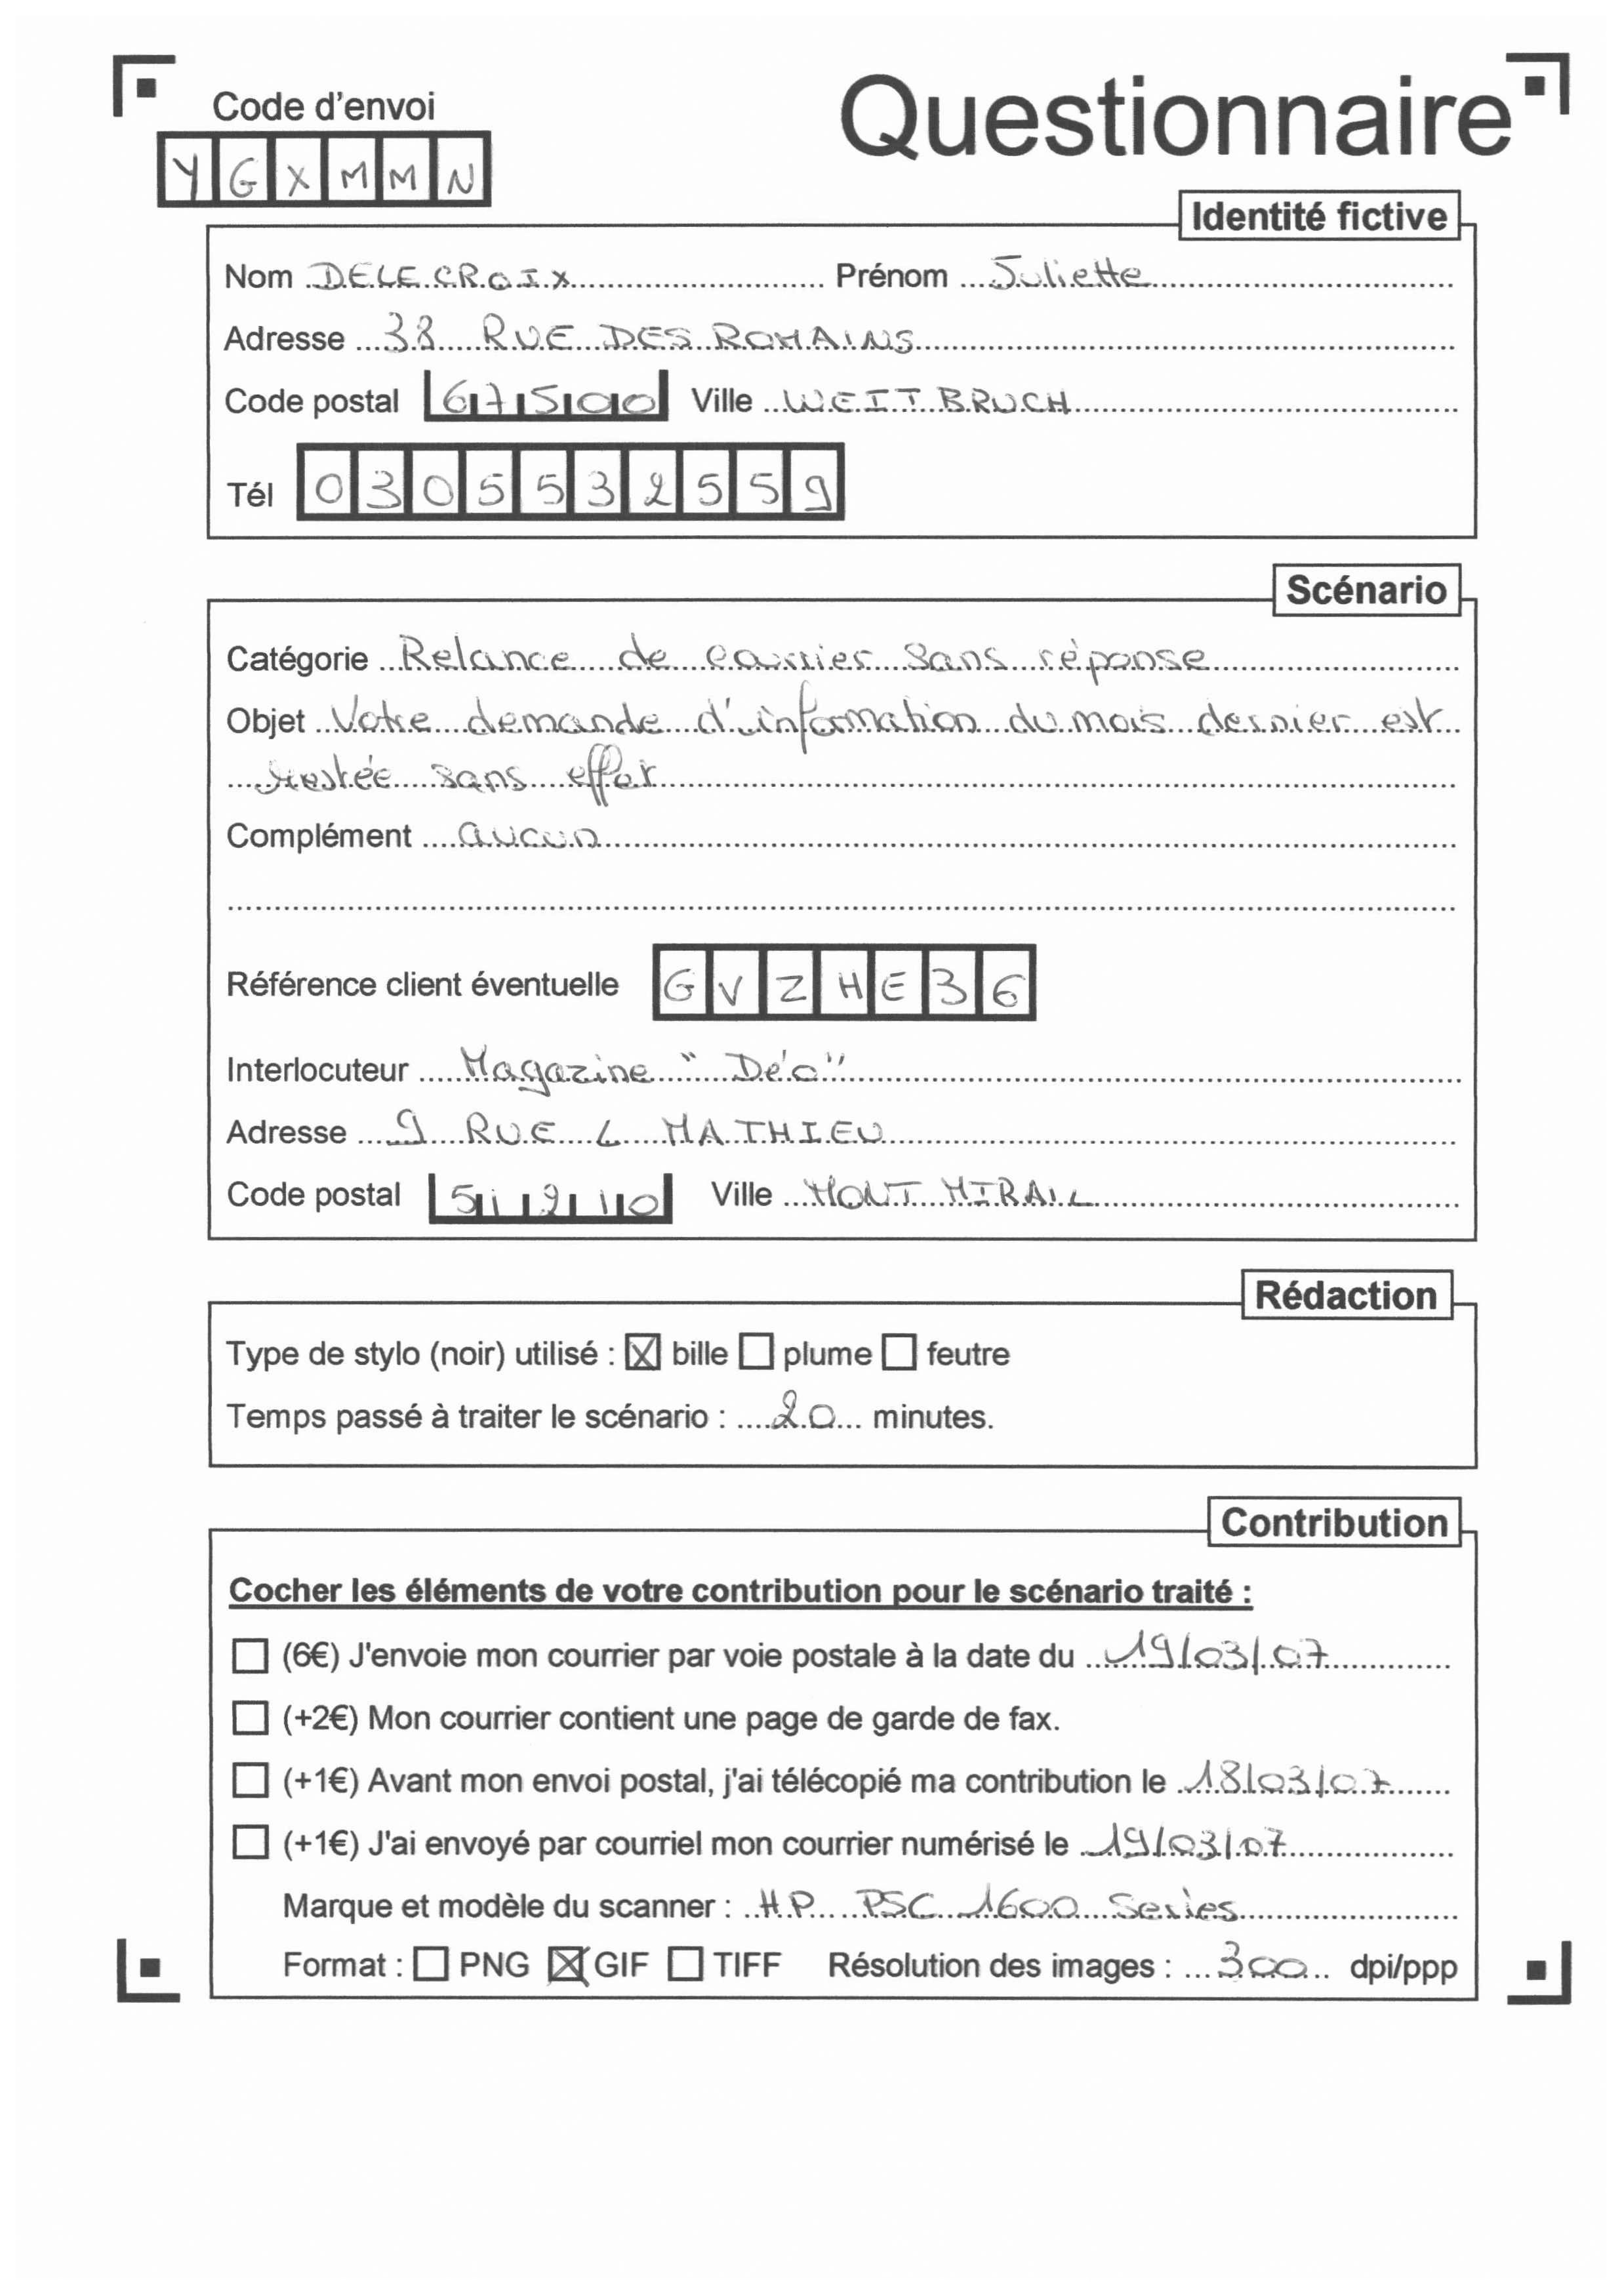 Code d'envoi
Questionnaire
YGXMMN
Identité fictive
Nom DELECROIX Prénom Juliette
Adresse 38 RUE DES ROMAINS
Code postal 67500 Ville WEITBRUCH
Tél 0305532559
Scénario
Catégorie Relance de courrier sans réponse
Objet Votre demande d'information du mois dernier est
restée sans effet
Complément aucun
Référence client éventuelle GVZHE36
Interlocuteur Magazine "Déo"
Adresse 9 RUE L MATHIEU
Code postal 51210 Ville MONTMIRAIL
Rédaction
Type de stylo (noir) utilisé : ☒ bille ☐ plume ☐ feutre
Temps passé à traiter le scénario : 20 minutes.
Contribution
Cocher les éléments de votre contribution pour le scénario traité :
☐ (6€) J'envoie mon courrier par voie postale à la date du 19/03/07
☐ (+2€) Mon courrier contient une page de garde de fax.
☐ (+1€) Avant mon envoi postal, j'ai télécopié ma contribution le 18/03/07
☐ (+1€) J'ai envoyé par courriel mon courrier numérisé le 19/03/07
Marque et modèle du scanner : HP PSC 1600 Series
Format : ☐ PNG ☒ GIF ☐ TIFF Résolution des images : 300 dpi/ppp